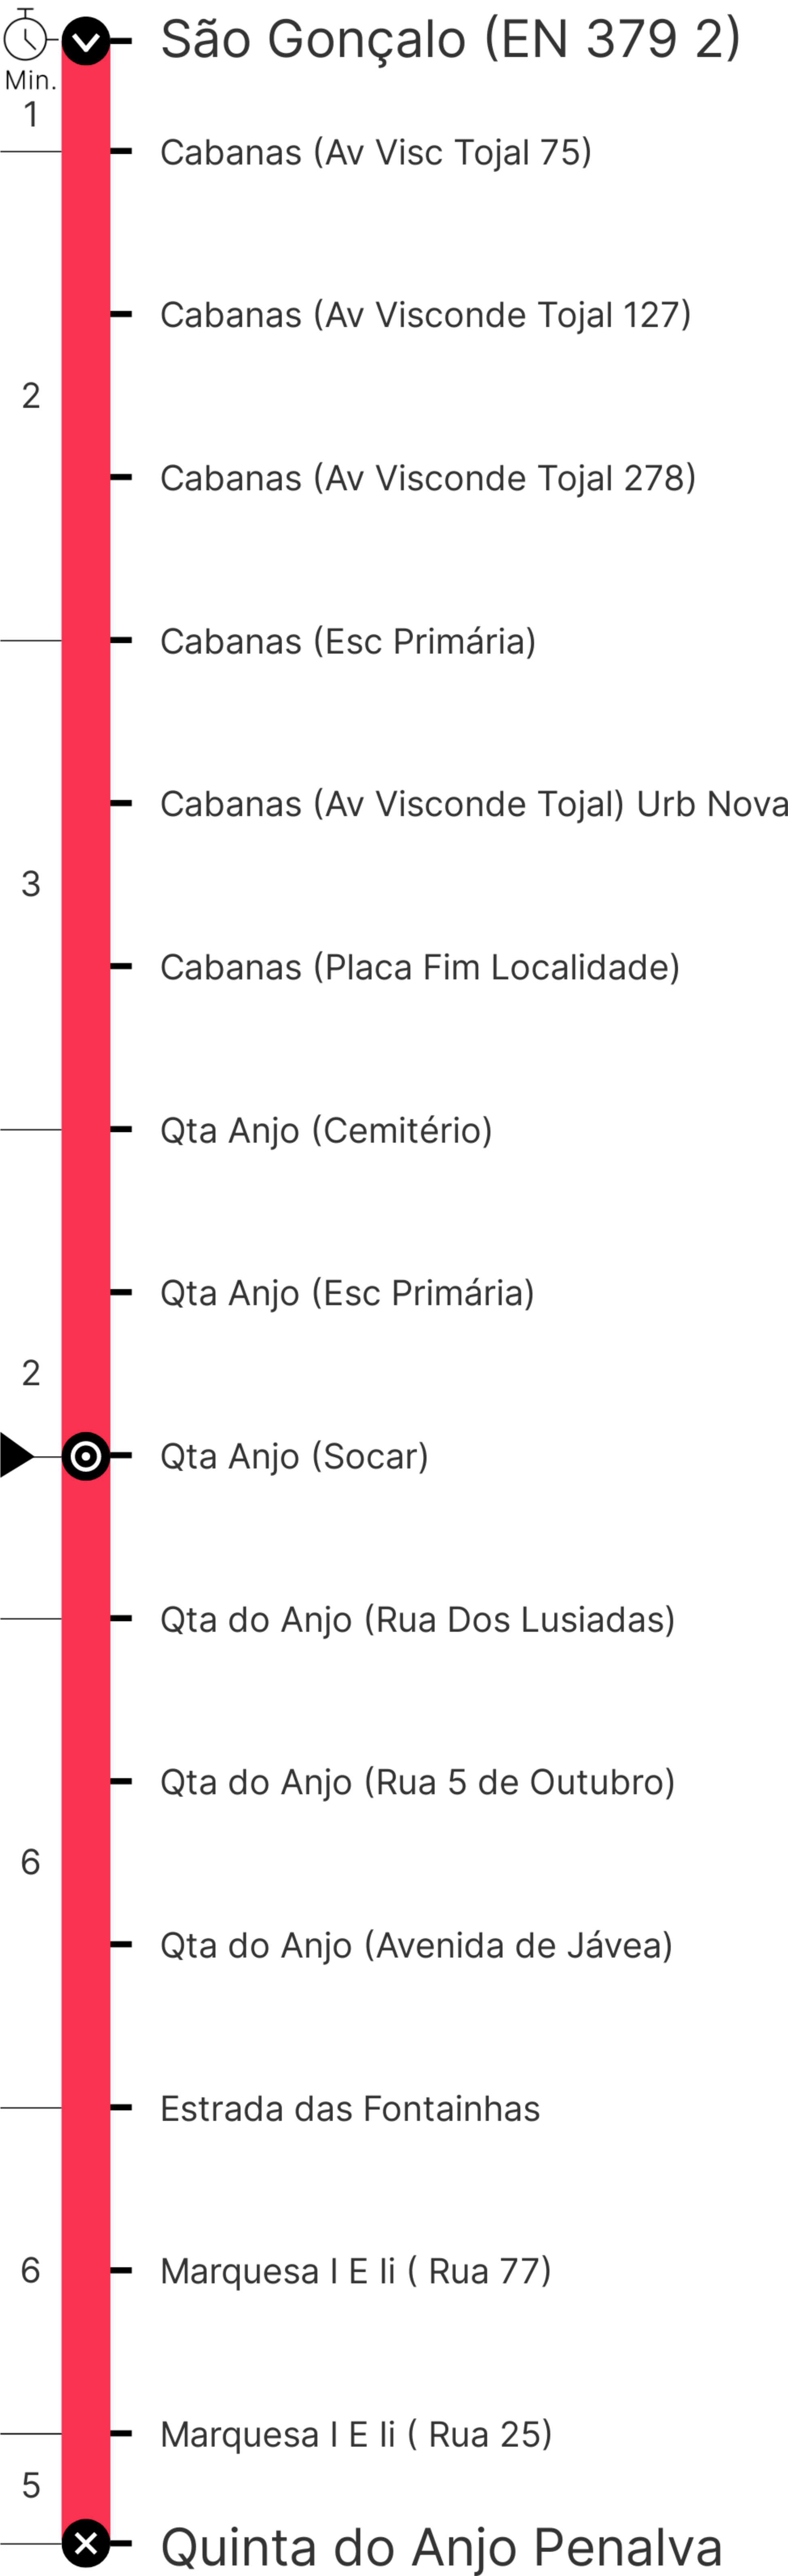 São Gonçalo (EN 379 2)
Min.
1
Cabanas (Av Visc Tojal 75)
Cabanas (Av Visconde Tojal 127)
2
Cabanas (Av Visconde Tojal 278)
Cabanas (Esc Primária)
Cabanas (Av Visconde Tojal) Urb Nova
3
Cabanas (Placa Fim Localidade)
Qta Anjo (Cemitério)
Qta Anjo (Esc Primária)
2
Qta Anjo (Socar)
Qta do Anjo (Rua Dos Lusiadas)
Qta do Anjo (Rua 5 de Outubro)
6
Qta do Anjo (Avenida de Jávea)
Estrada das Fontainhas
6 Marquesa I E Ii ( Rua 77)
Marquesa I E Ii ( Rua 25)
5
Quinta do Anjo Penalva